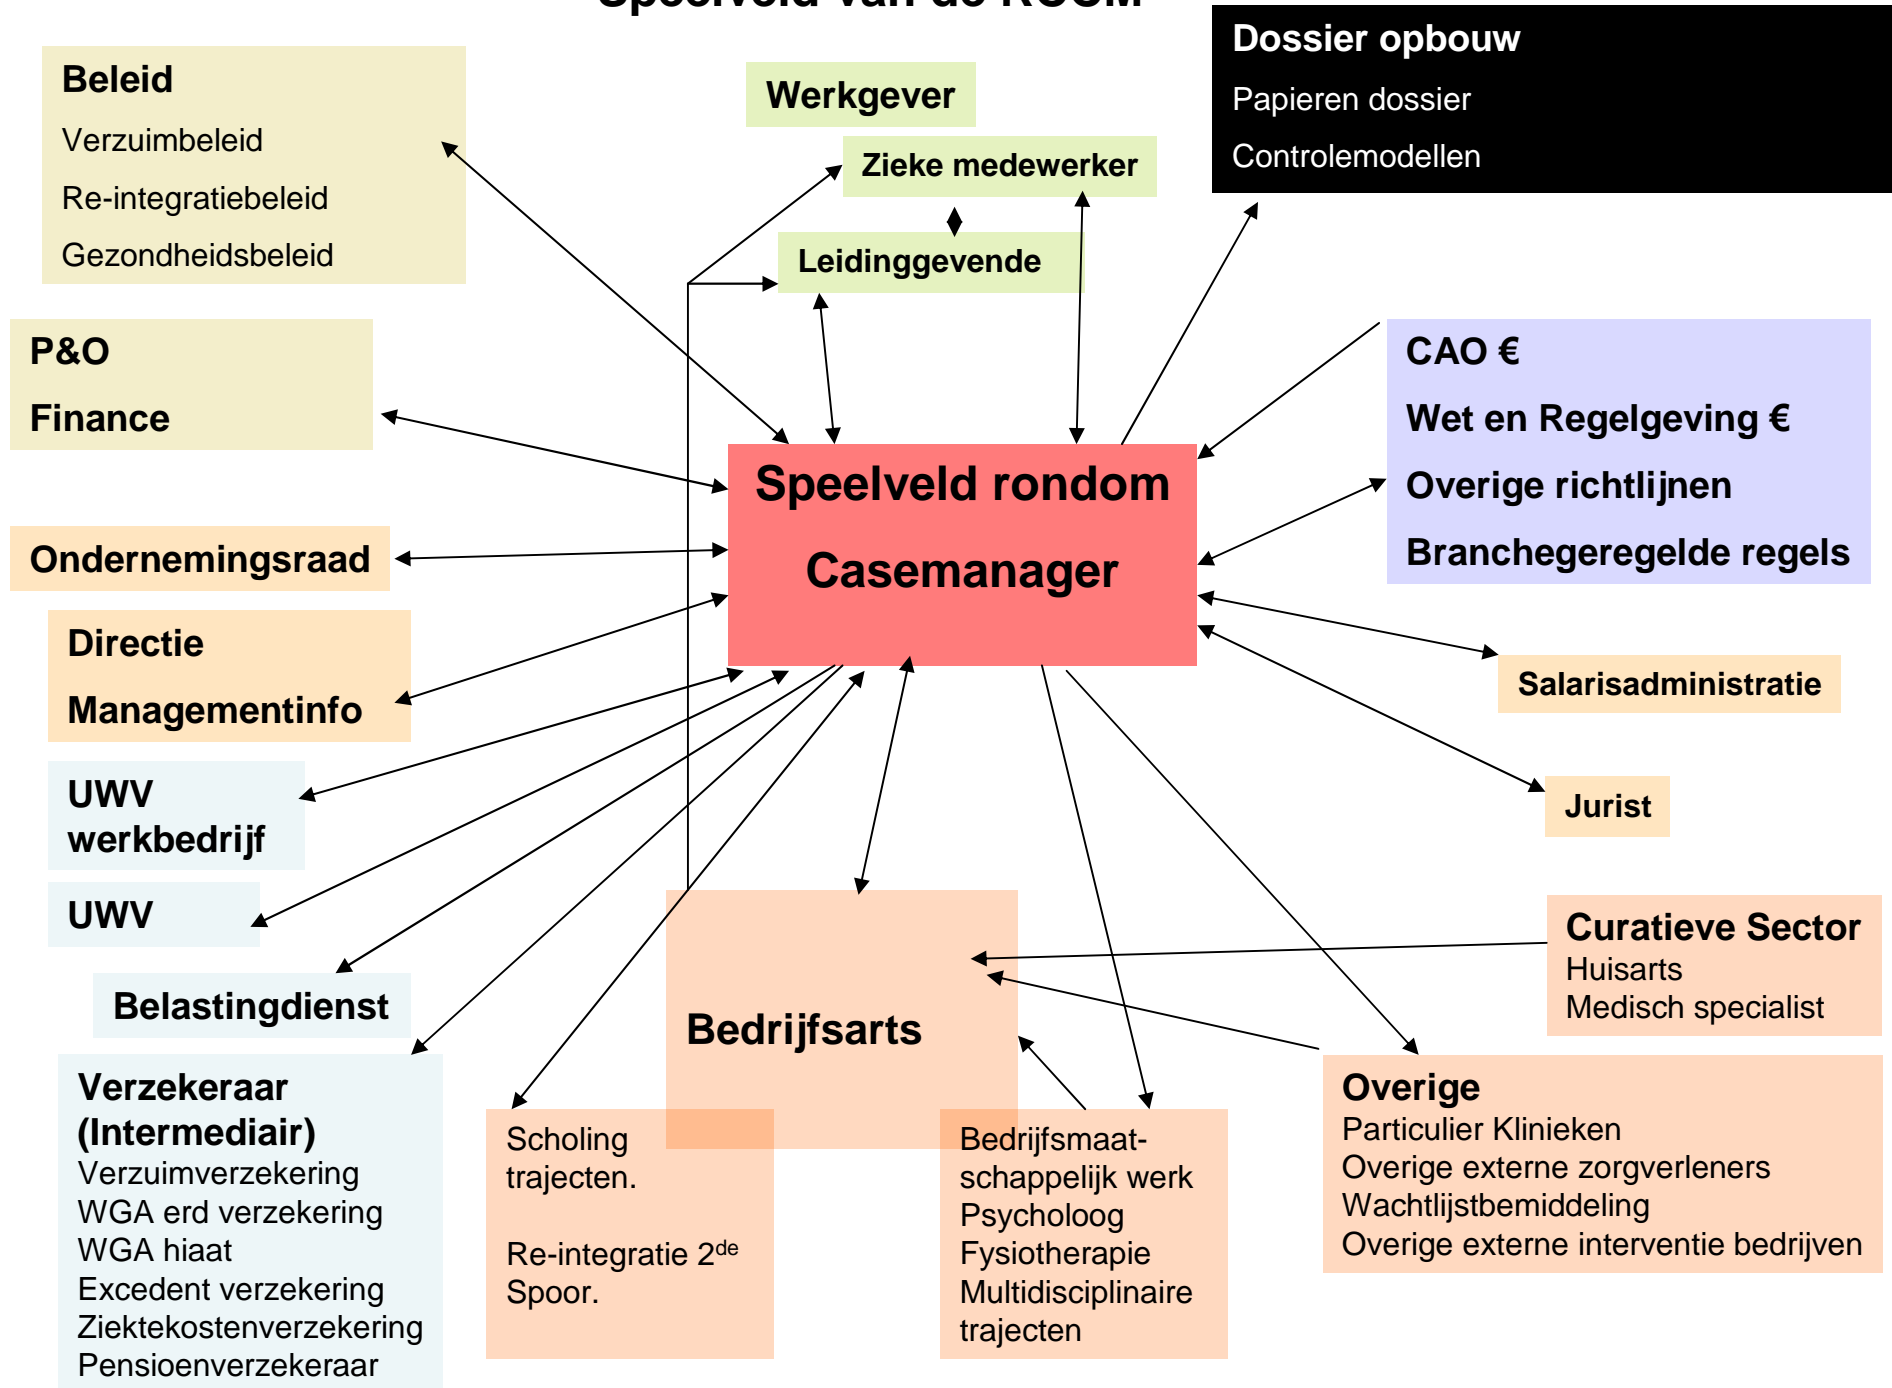 Speelveld van de RCCM
Beleid
Verzuimbeleid
Re-integratiebeleid
Gezondheidsbeleid
Werkgever
Zieke medewerker
Leidinggevende
Dossier opbouw
Papieren dossier
Controlemodellen
P&O
Finance
CAO €
Wet en Regelgeving €
Overige richtlijnen
Branchegeregelde regels
Speelveld rondom
Casemanager
Ondernemingsraad
Directie
Managementinfo
Salarisadministratie
Jurist
UWV
werkbedrijf
UWV
Belastingdienst
Bedrijfsarts
Curatieve Sector
Huisarts
Medisch specialist
Verzekeraar
(Intermediair)
Verzuimverzekering
WGA erd verzekering
WGA hiaat
Excedent verzekering
Ziektekostenverzekering
Pensioenverzekeraar
Scholing
trajecten.
Re-integratie 2de
Spoor.
Bedrijfsmaat-
schappelijk werk
Psycholoog
Fysiotherapie
Multidisciplinaire
trajecten
Overige
Particulier Klinieken
Overige externe zorgverleners
Wachtlijstbemiddeling
Overige externe interventie bedrijven